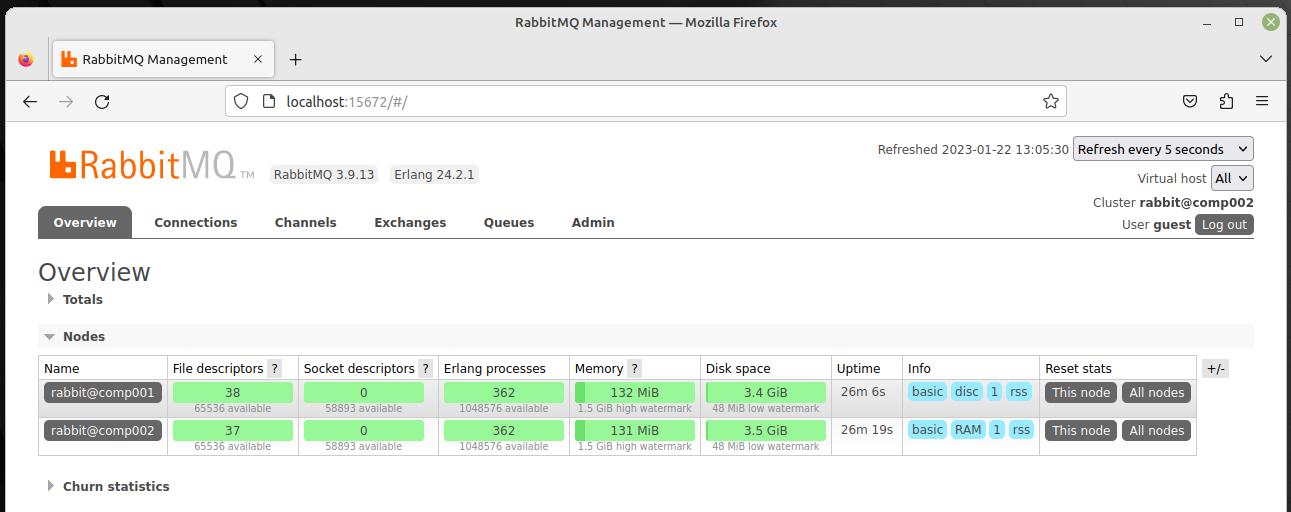 RabbitMQ Management — Mozilla Firefox
RabbitMQ Management
localhost:15672/#/
RabbitMQ TM RabbitMQ 3.9.13 Erlang 24.2.1
Refreshed 2023-01-22 13:05:30 Refresh every 5 seconds
Virtual host All
Cluster rabbit@comp002
User guest Log out
Overview Connections Channels Exchanges Queues Admin
Overview
Totals
Nodes
Name File descriptors ? Socket descriptors ? Erlang processes Memory ? Disk space Uptime Info Reset stats +/-
rabbit@comp001 38 0 362 132 MiB 3.4 GiB 26m 6s basic disc 1 rss This node All nodes
65536 available 58893 available 1048576 available 1.5 GiB high watermark 48 MiB low watermark
rabbit@comp002 37 0 362 131 MiB 3.5 GiB 26m 19s basic RAM 1 rss This node All nodes
65536 available 58893 available 1048576 available 1.5 GiB high watermark 48 MiB low watermark
Churn statistics